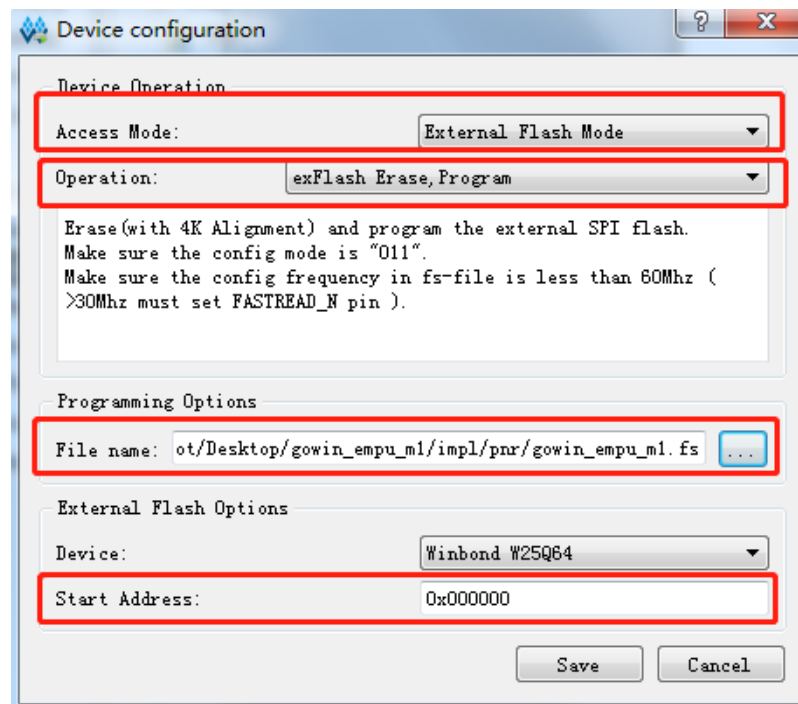 Device configuration
Device Operation
Access Mode: External Flash Mode
Operation: exFlash Erase,Program
Erase(with 4K Alignment) and program the external SPI flash.
Make sure the config mode is "011".
Make sure the config frequency in fs-file is less than 60Mhz (
>30Mhz must set FASTREAD_N pin ).
Programming Options
File name: ot/Desktop/gowin_empu_m1/impl/pnr/gowin_empu_m1.fs ...
External Flash Options
Device: Winbond W25Q64
Start Address: 0x000000
Save Cancel